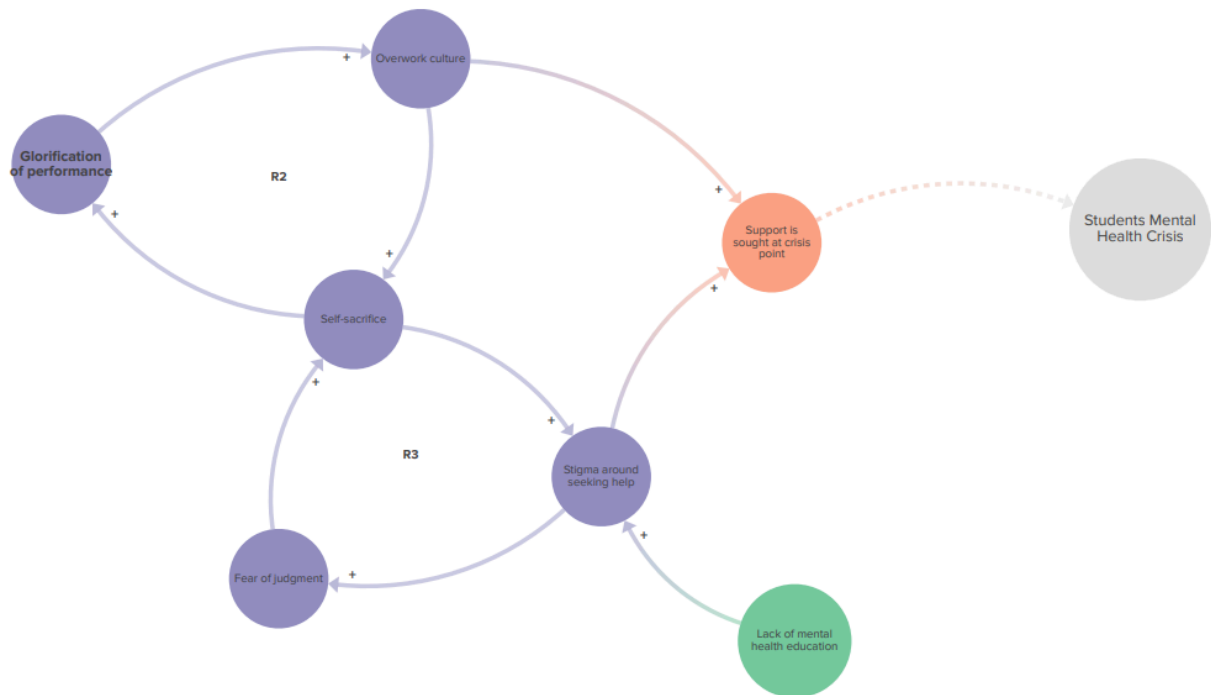 Overwork culture
+
Glorification
of performance
R2
+
+
+
Support is
sought at crisis
point
Students Mental
Health Crisis
+
Self-sacrifice
+
+
R3
Stigma around
seeking help
+
Fear of judgment
+
Lack of mental
health education